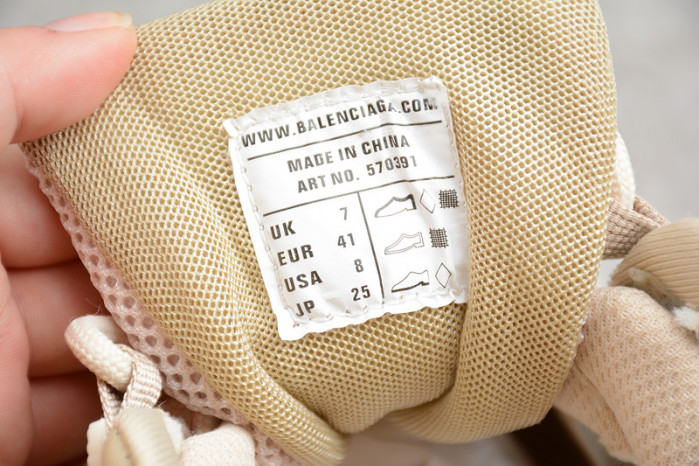 WWW.BALENCIAGA.COM
MADE IN CHINA
ART NO. 570391
UK 7
EUR 41
USA 8
JP 25